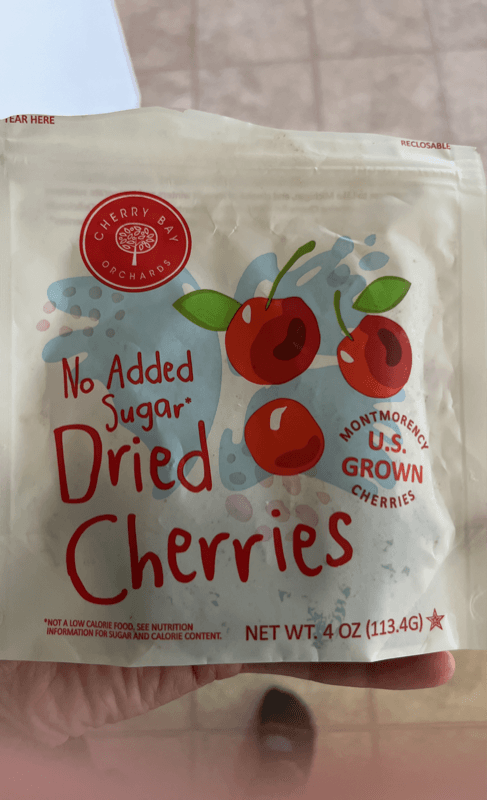 TEAR HERE
RECLOSABLE
CHERRY BAY
ORCHARDS
No Added
Sugar*
Dried
Cherries
MONTMORENCY
U.S.
GROWN
CHERRIES
*NOT A LOW CALORIE FOOD, SEE NUTRITION
INFORMATION FOR SUGAR AND CALORIE CONTENT.
NET WT. 4 OZ (113.4G)